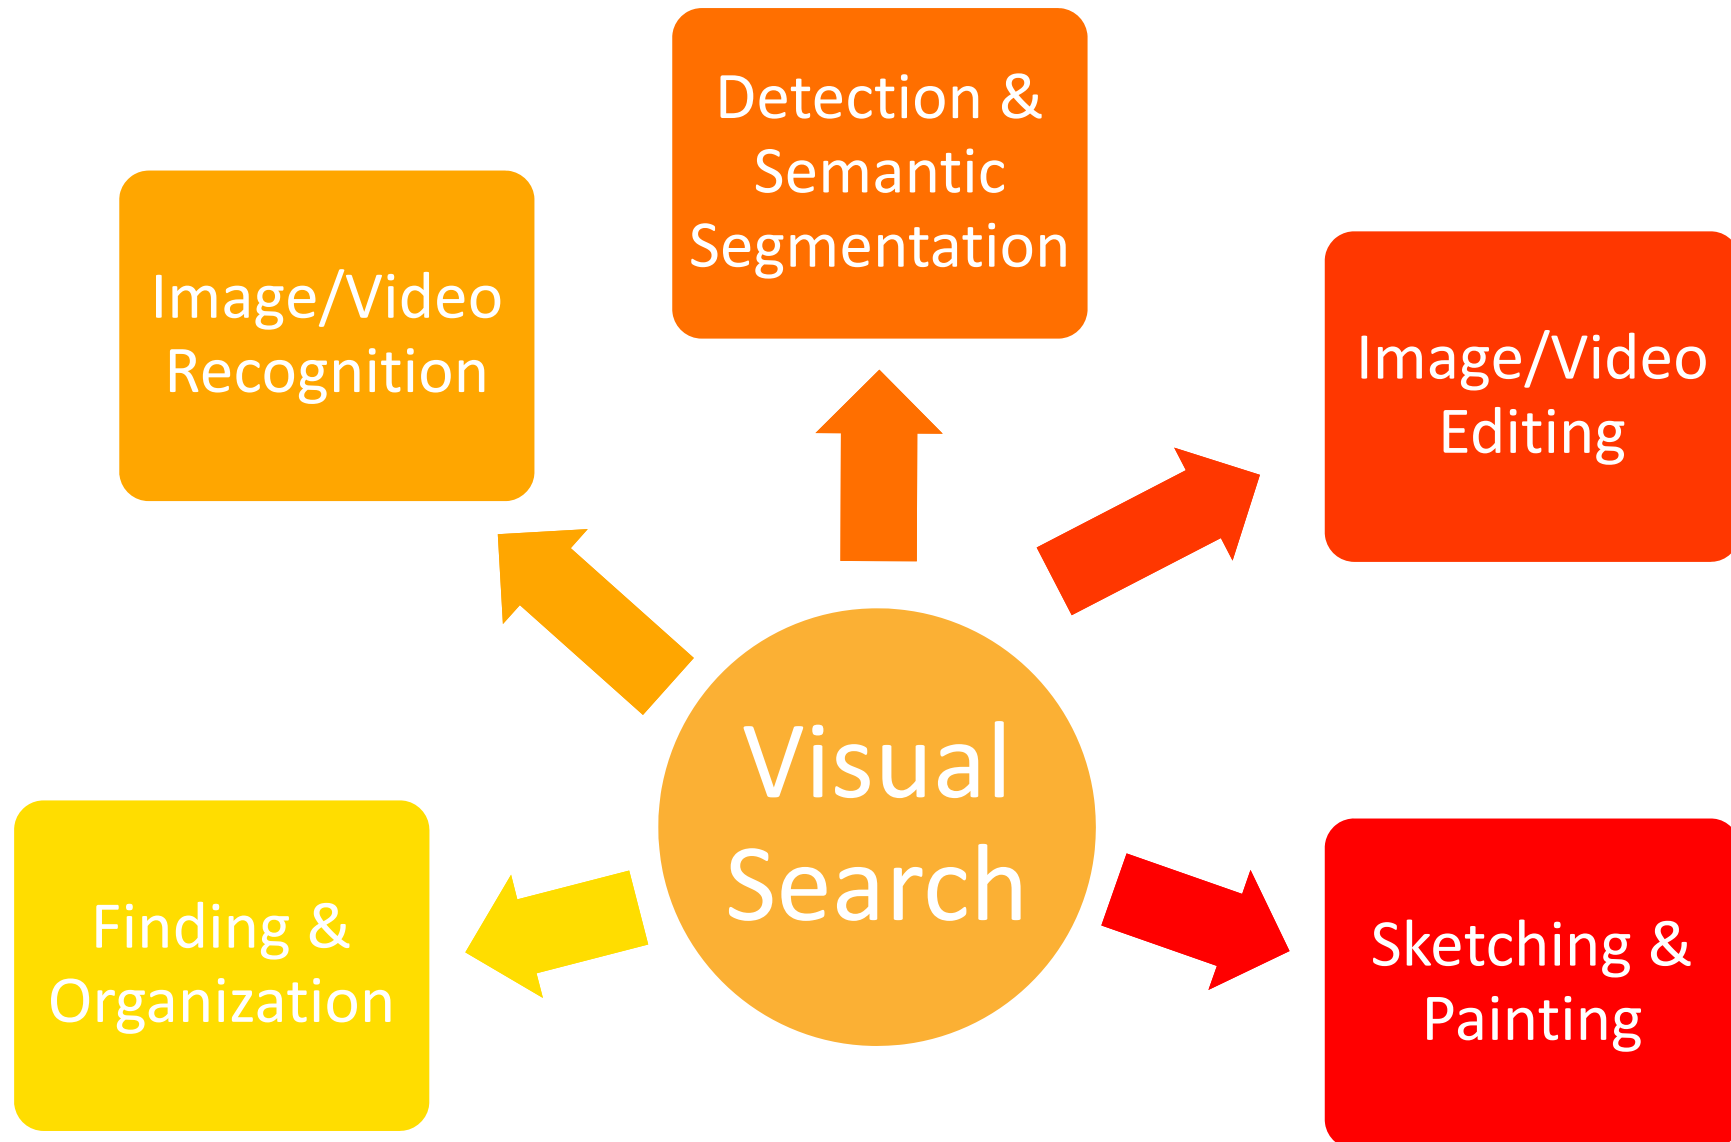 Detection &
Semantic
Segmentation
Image/Video
Recognition
Image/Video
Editing
Visual
Search
Finding &
Organization
Sketching &
Painting